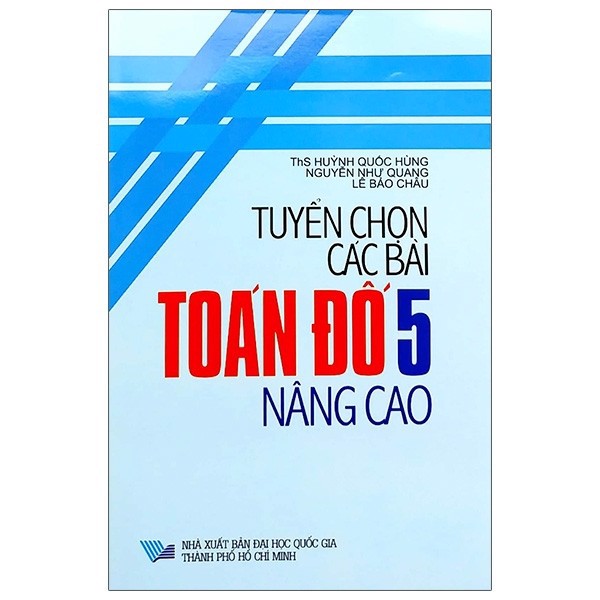 ThS HUỲNH QUỐC HÙNG
NGUYỄN NHƯ QUANG
LÊ BẢO CHÂU
TUYỂN CHỌN
CÁC BÀI
TOÁN ĐỐ 5
NÂNG CAO
NHÀ XUẤT BẢN ĐẠI HỌC QUỐC GIA
THÀNH PHỐ HỒ CHÍ MINH